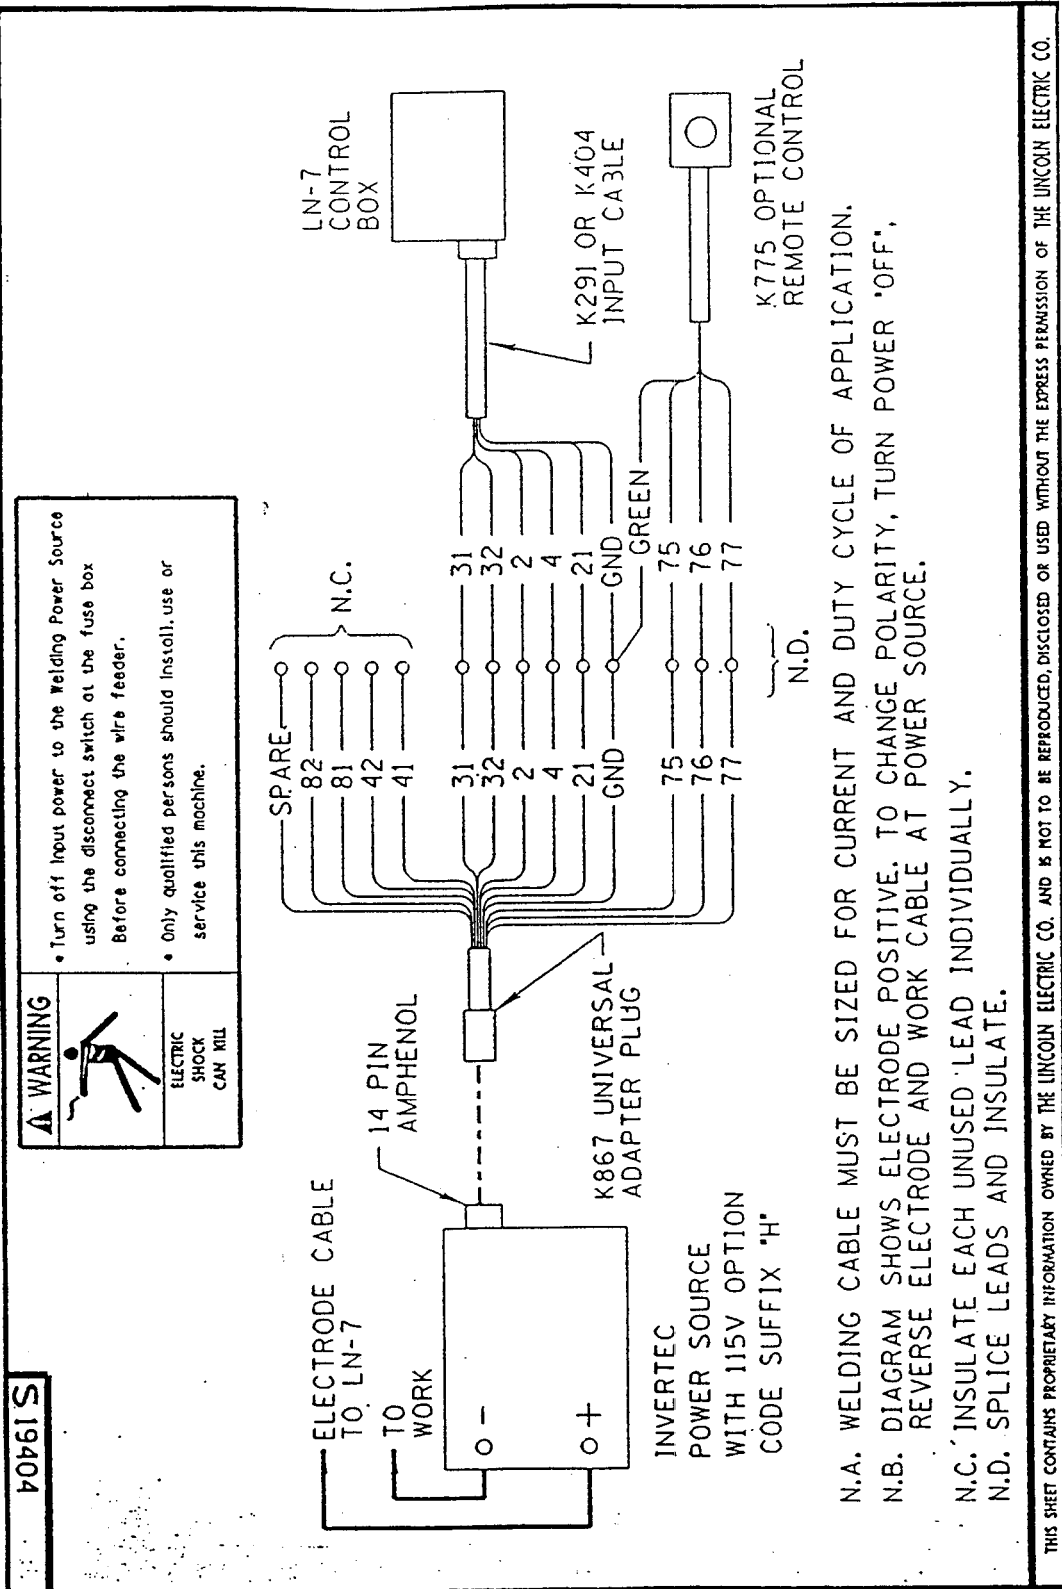 S 19404
WARNING
ELECTRIC
SHOCK
CAN KILL
• Turn off input power to the Welding Power Source
using the disconnect switch at the fuse box
Before connecting the wire feeder.
• Only qualified persons should install, use or
service this machine.
ELECTRODE CABLE
TO LN-7
TO
WORK
-
+
14 PIN
AMPHENOL
INVERTEC
POWER SOURCE
WITH 115V OPTION
CODE SUFFIX "H"
K867 UNIVERSAL
ADAPTER PLUG
SPARE
82
81
42
41
N.C.
31 31
32 32
2 2
4 4
21 21
GND GND
GREEN
75 75
76 76
77 77
N.D.
LN-7
CONTROL
BOX
K291 OR K404
INPUT CABLE
K775 OPTIONAL
REMOTE CONTROL
N.A. WELDING CABLE MUST BE SIZED FOR CURRENT AND DUTY CYCLE OF APPLICATION.
N.B. DIAGRAM SHOWS ELECTRODE POSITIVE. TO CHANGE POLARITY, TURN POWER "OFF",
REVERSE ELECTRODE AND WORK CABLE AT POWER SOURCE.
N.C. INSULATE EACH UNUSED LEAD INDIVIDUALLY.
N.D. SPLICE LEADS AND INSULATE.
THIS SHEET CONTAINS PROPRIETARY INFORMATION OWNED BY THE LINCOLN ELECTRIC CO. AND IS NOT TO BE REPRODUCED, DISCLOSED OR USED WITHOUT THE EXPRESS PERMISSION OF THE LINCOLN ELECTRIC CO.